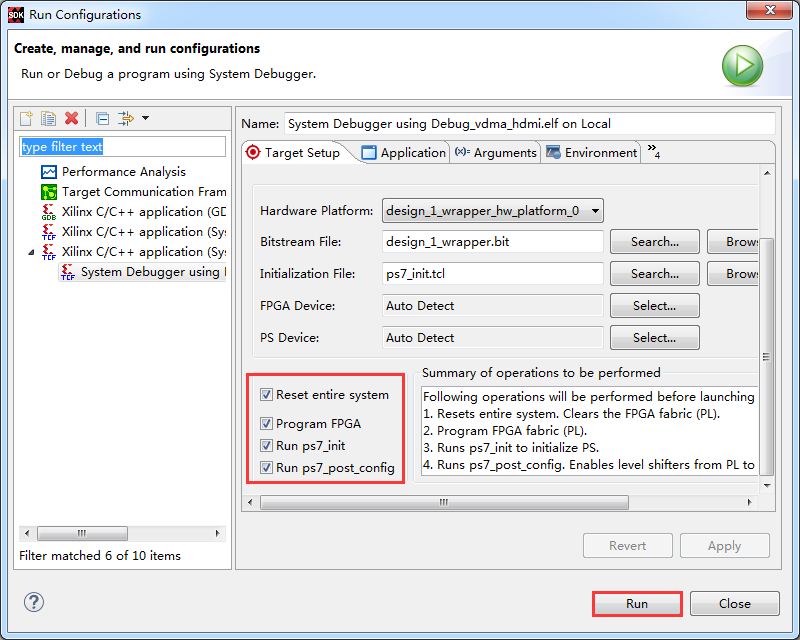 SDK Run Configurations
Create, manage, and run configurations
Run or Debug a program using System Debugger.
type filter text
Performance Analysis
Target Communication Fram
GDB Xilinx C/C++ application (GD
TCF Xilinx C/C++ application (Sys
TCF Xilinx C/C++ application (Sys
TCF System Debugger using
Filter matched 6 of 10 items
Name: System Debugger using Debug_vdma_hdmi.elf on Local
Target Setup Application (x)= Arguments Environment »4
Hardware Platform: design_1_wrapper_hw_platform_0
Bitstream File: design_1_wrapper.bit Search... Brows
Initialization File: ps7_init.tcl Search... Brows
FPGA Device: Auto Detect Select...
PS Device: Auto Detect Select...
Reset entire system
Program FPGA
Run ps7_init
Run ps7_post_config
Summary of operations to be performed
Following operations will be performed before launching
1. Resets entire system. Clears the FPGA fabric (PL).
2. Program FPGA fabric (PL).
3. Runs ps7_init to initialize PS.
4. Runs ps7_post_config. Enables level shifters from PL to
Revert Apply
? Run Close